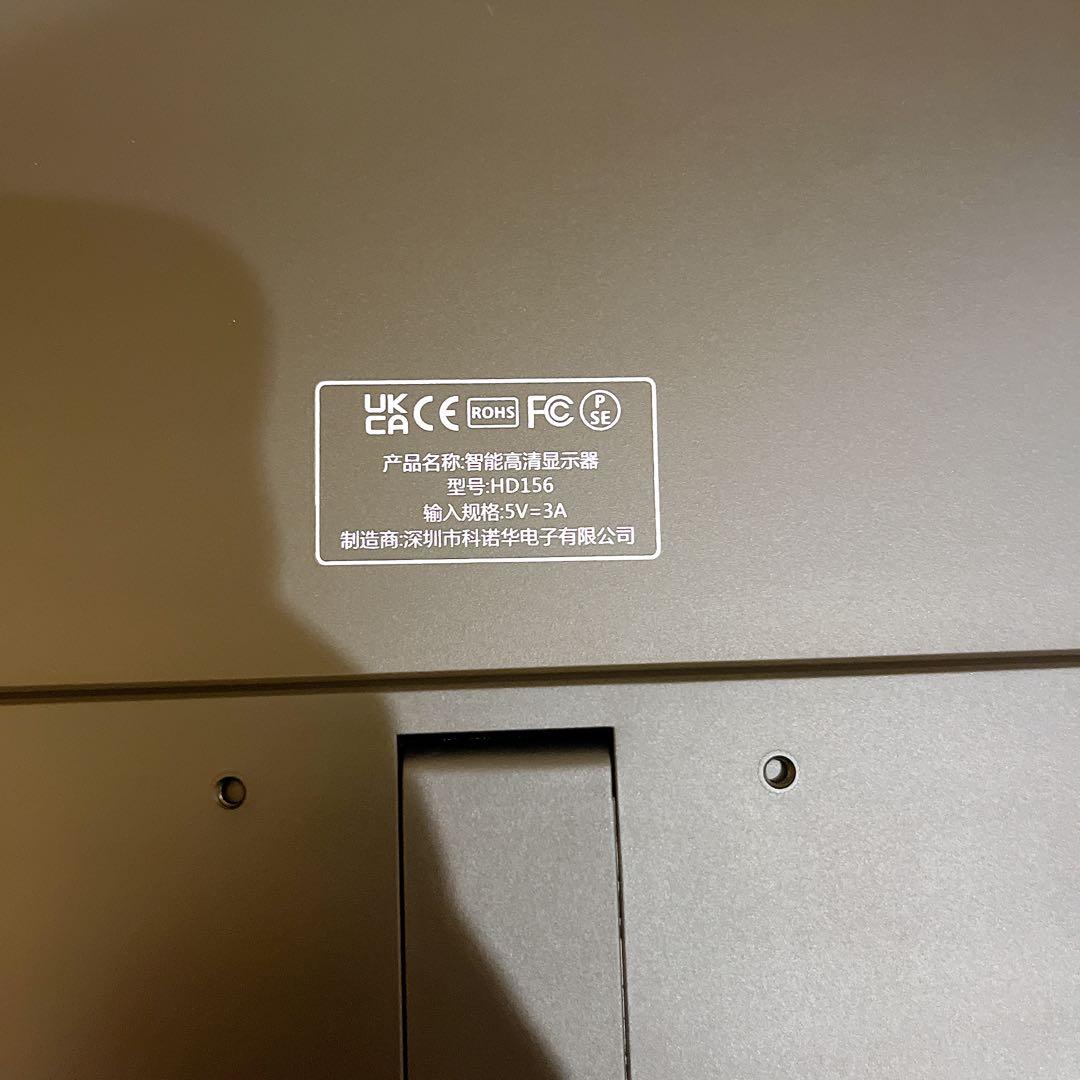 UK CA CE ROHS FC PSE
产品名称:智能高清显示器
型号:HD156
输入规格:5V=3A
制造商:深圳市科诺华电子有限公司